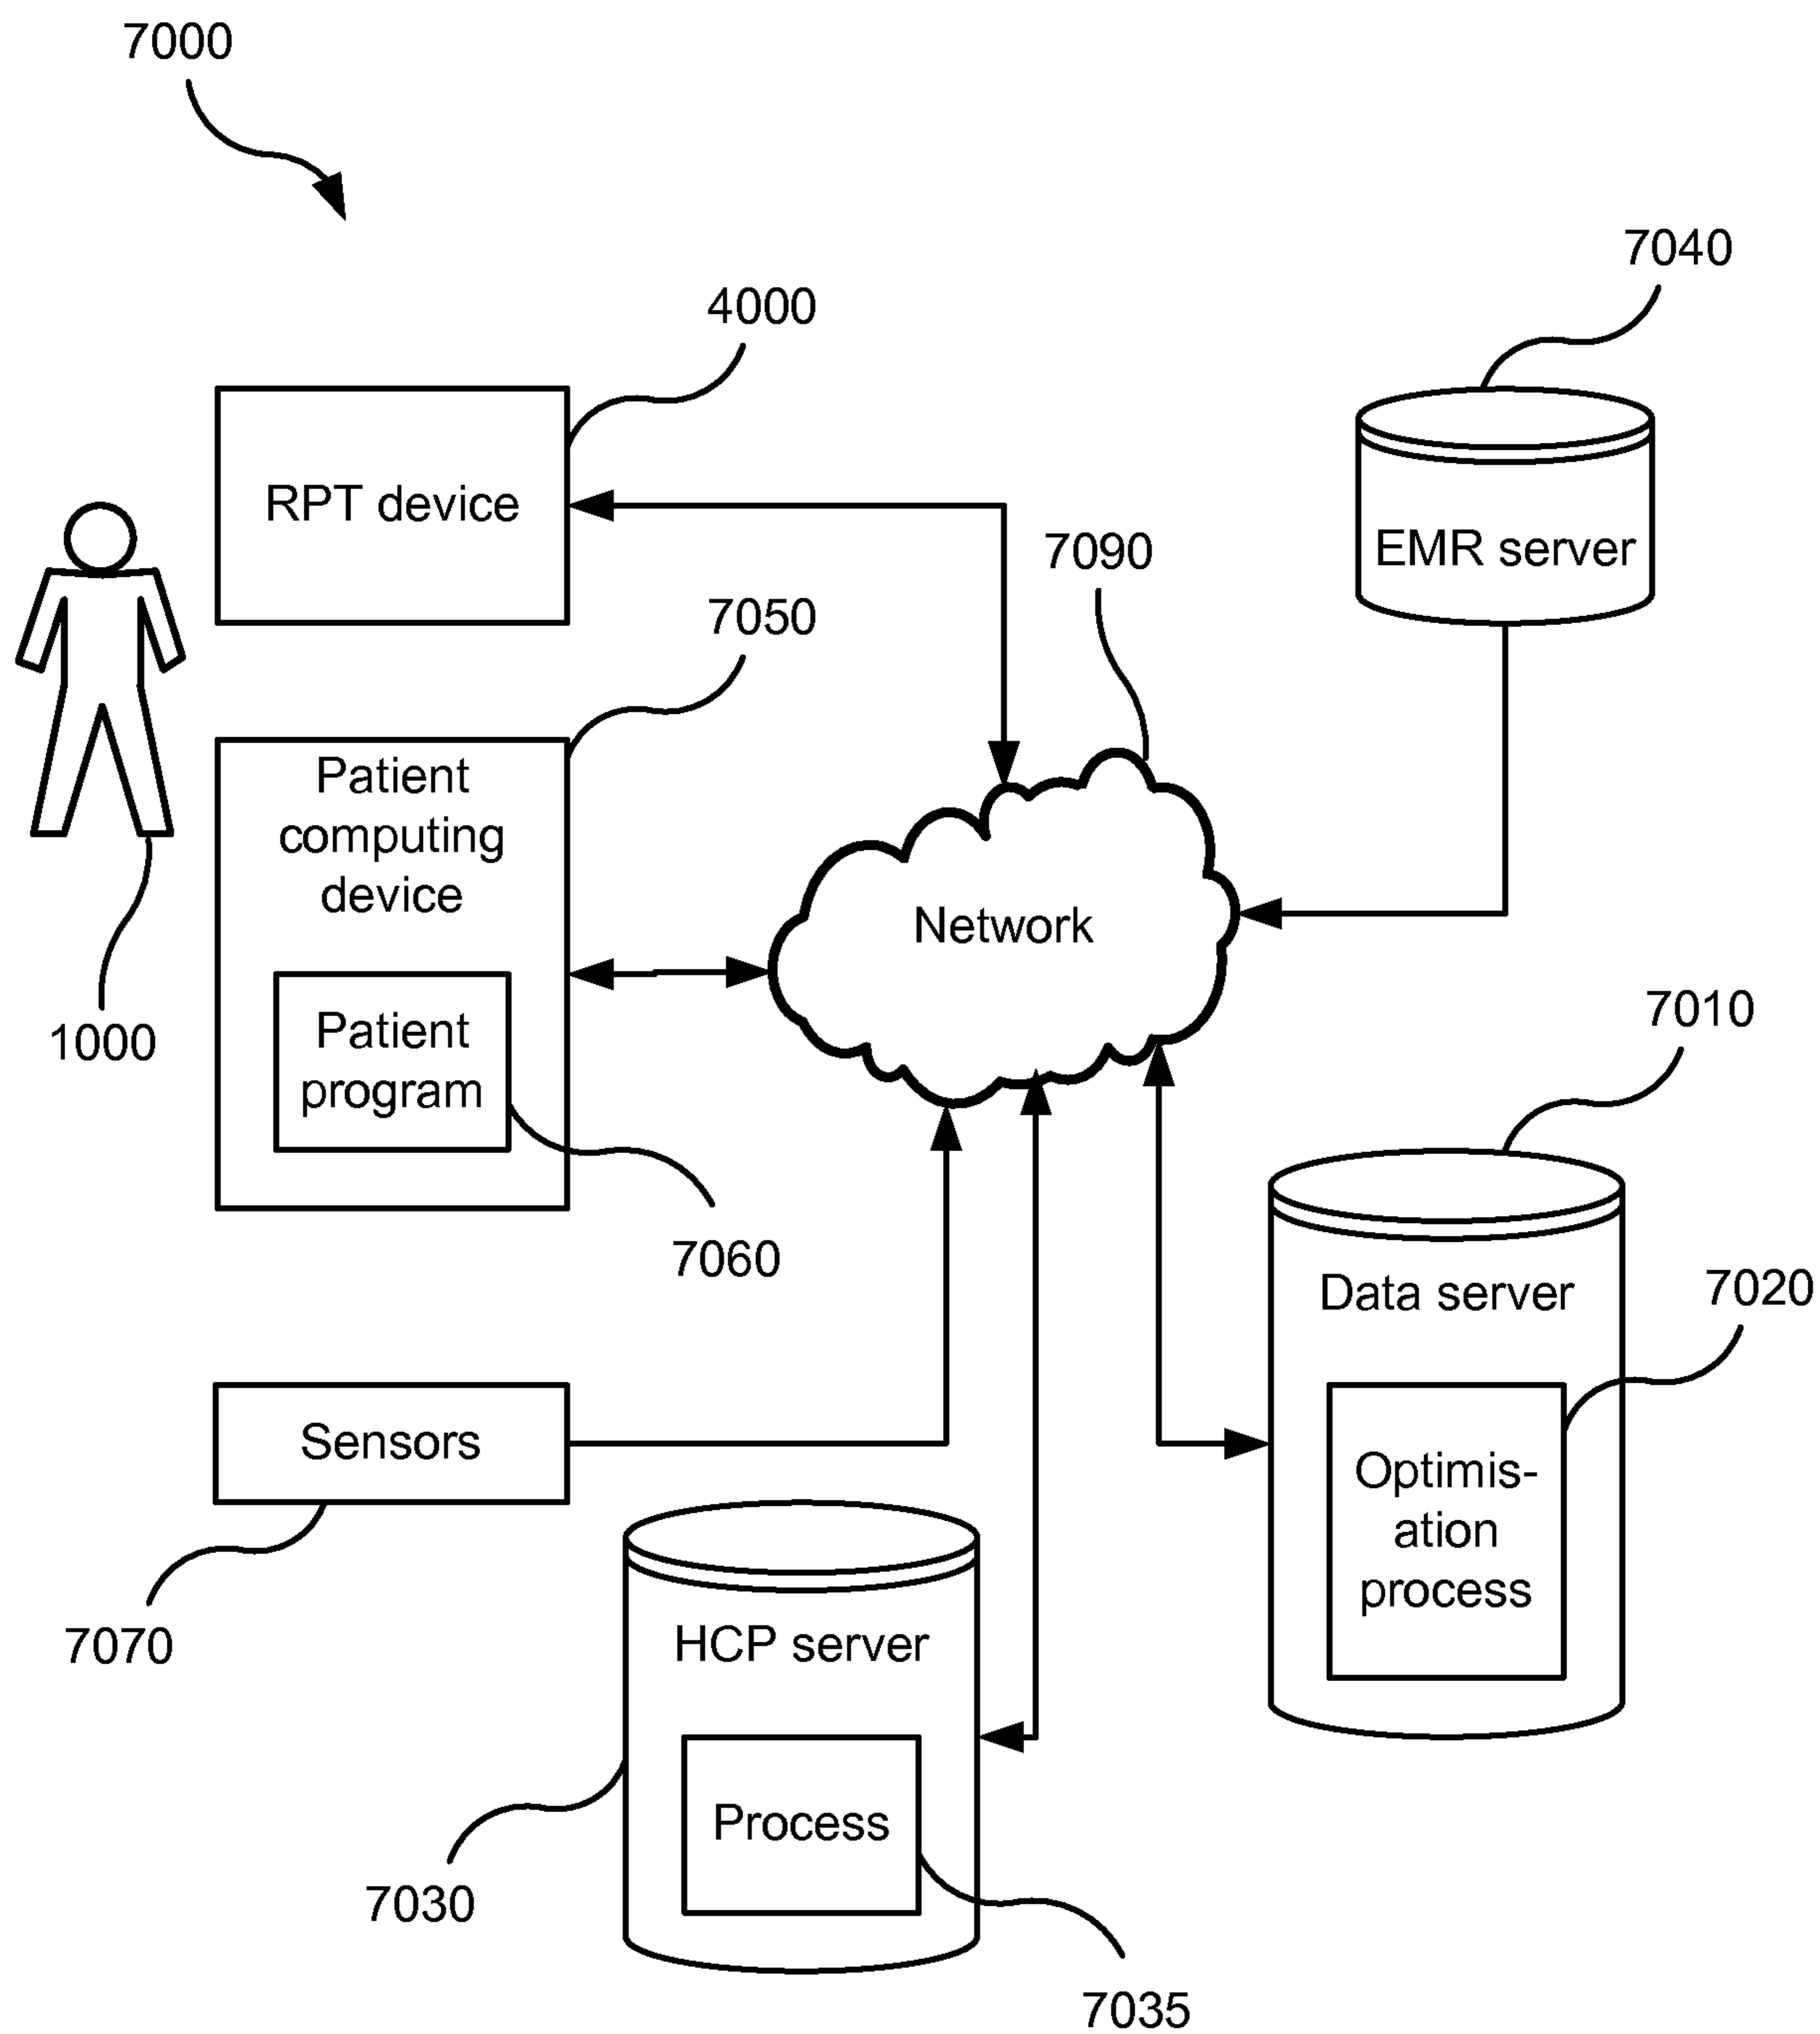 7000
7040
4000
RPT device
EMR server
7090
7050
Patient
computing
device
Network
Patient
program
1000
7010
7060
Data server
7020
Sensors
Optimis-
ation
process
7070
HCP server
Process
7030
7035